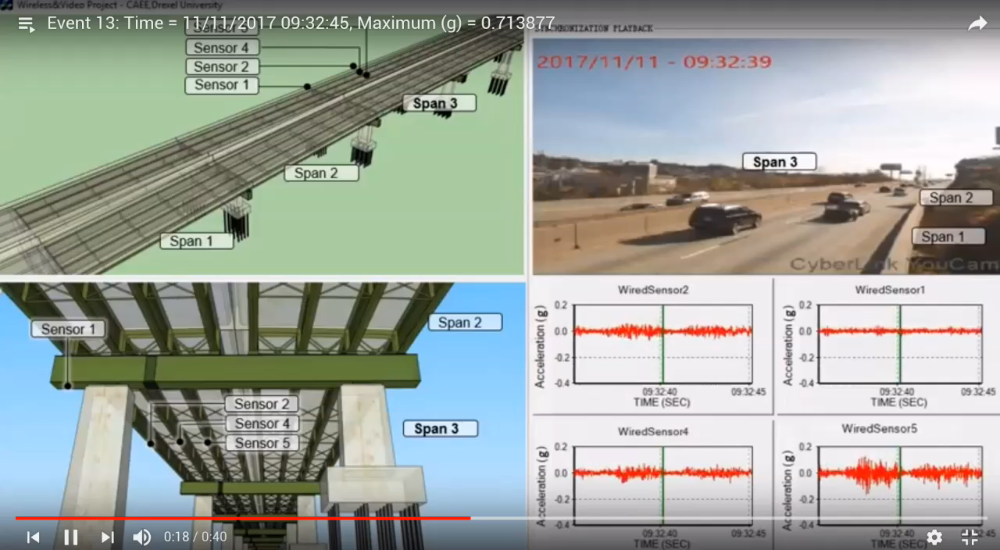 Wireless&Video Project - CAEE,Drexel University
Event 13: Time = 11/11/2017 09:32:45, Maximum (g) = 0.713877
SYNCHRONIZATION PLAYBACK
Sensor 5
Sensor 4
Sensor 2
Sensor 1
Span 3
Span 2
Span 1
2017/11/11 - 09:32:39
Span 3
Span 2
Span 1
CyberLink YouCam
Sensor 1
Span 2
Sensor 2
Sensor 4
Sensor 5
Span 3
WiredSensor2
Acceleration (g)
0.2
0.0
-0.2
-0.4
09:32:40
09:32:45
TIME (SEC)
WiredSensor1
Acceleration (g)
0.2
0.0
-0.2
-0.4
09:32:40
09:32:45
TIME (SEC)
WiredSensor4
Acceleration (g)
0.2
0.0
-0.2
-0.4
09:32:40
09:32:45
TIME (SEC)
WiredSensor5
Acceleration (g)
0.2
0.0
-0.2
-0.4
09:32:40
TIME (SEC)
0:18 / 0:40